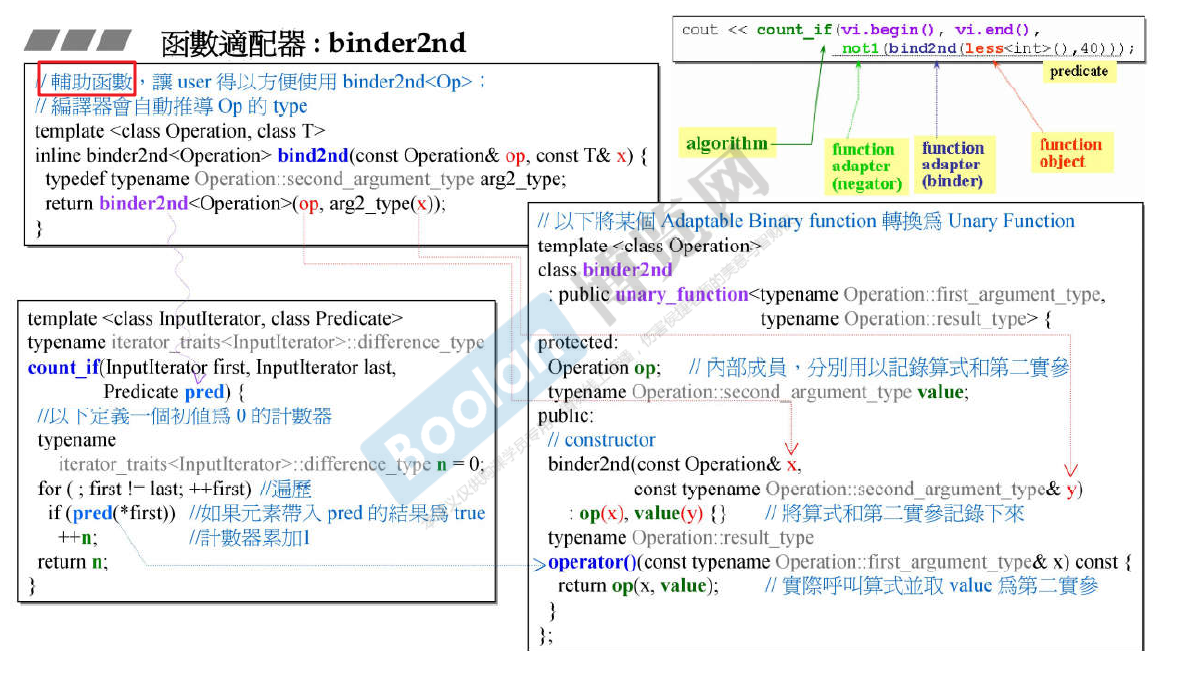 函數適配器 : binder2nd
cout << count_if(vi.begin(), vi.end(),
not1(bind2nd(less<int>(),40)));
predicate
algorithm
function
adapter
(negator)
function
adapter
(binder)
function
object
// 輔助函數，讓 user 得以方便使用 binder2nd<Op>；
// 編譯器會自動推導 Op 的 type
template <class Operation, class T>
inline binder2nd<Operation> bind2nd(const Operation& op, const T& x) {
typedef typename Operation::second_argument_type arg2_type;
return binder2nd<Operation>(op, arg2_type(x));
}
template <class InputIterator, class Predicate>
typename iterator_traits<InputIterator>::difference_type
count_if(InputIterator first, InputIterator last,
Predicate pred) {
//以下定義一個初值爲 0 的計數器
typename
iterator_traits<InputIterator>::difference_type n = 0;
for ( ; first != last; ++first) //遍歷
if (pred(*first)) //如果元素帶入 pred 的結果爲 true
++n; //計數器累加1
return n;
}
// 以下將某個 Adaptable Binary function 轉換爲 Unary Function
template <class Operation>
class binder2nd
: public unary_function<typename Operation::first_argument_type,
typename Operation::result_type> {
protected:
Operation op; // 內部成員，分別用以記錄算式和第二實參
typename Operation::second_argument_type value;
public:
// constructor
binder2nd(const Operation& x,
const typename Operation::second_argument_type& y)
: op(x), value(y) {} // 將算式和第二實參記錄下來
typename Operation::result_type
operator()(const typename Operation::first_argument_type& x) const {
return op(x, value); // 實際呼叫算式並取 value 爲第二實參
}
};
Boolan 博览网